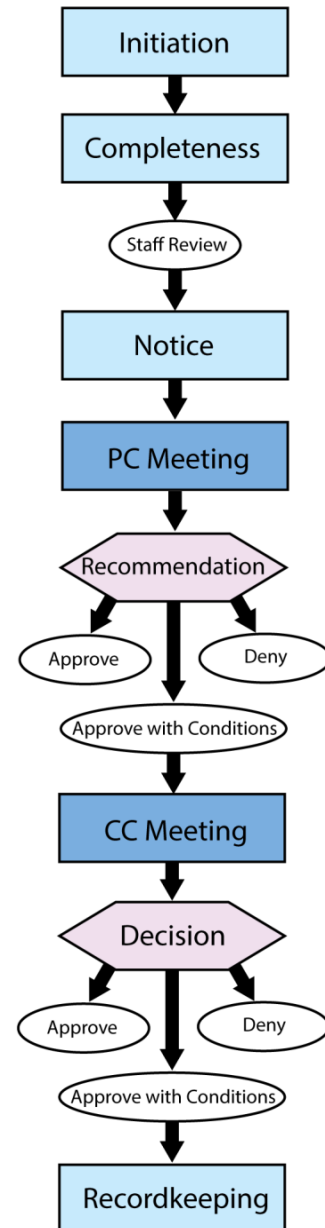 Initiation
Completeness
Staff Review
Notice
PC Meeting
Recommendation
Approve
Deny
Approve with Conditions
CC Meeting
Decision
Approve
Deny
Approve with Conditions
Recordkeeping